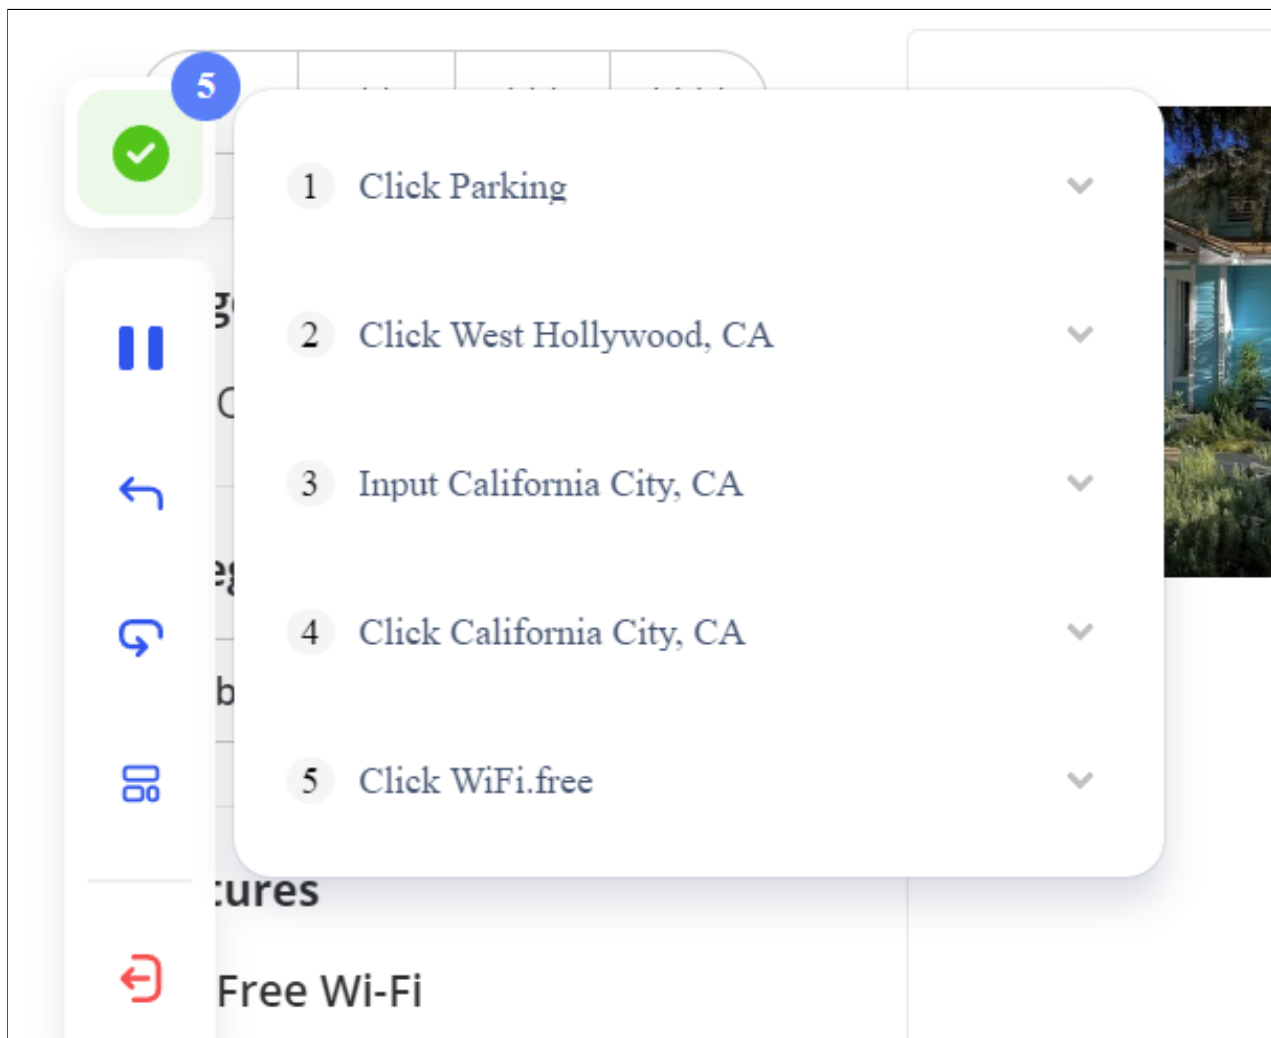 5
1 Click Parking
2 Click West Hollywood, CA
3 Input California City, CA
4 Click California City, CA
5 Click WiFi.free
tures
Free Wi-Fi